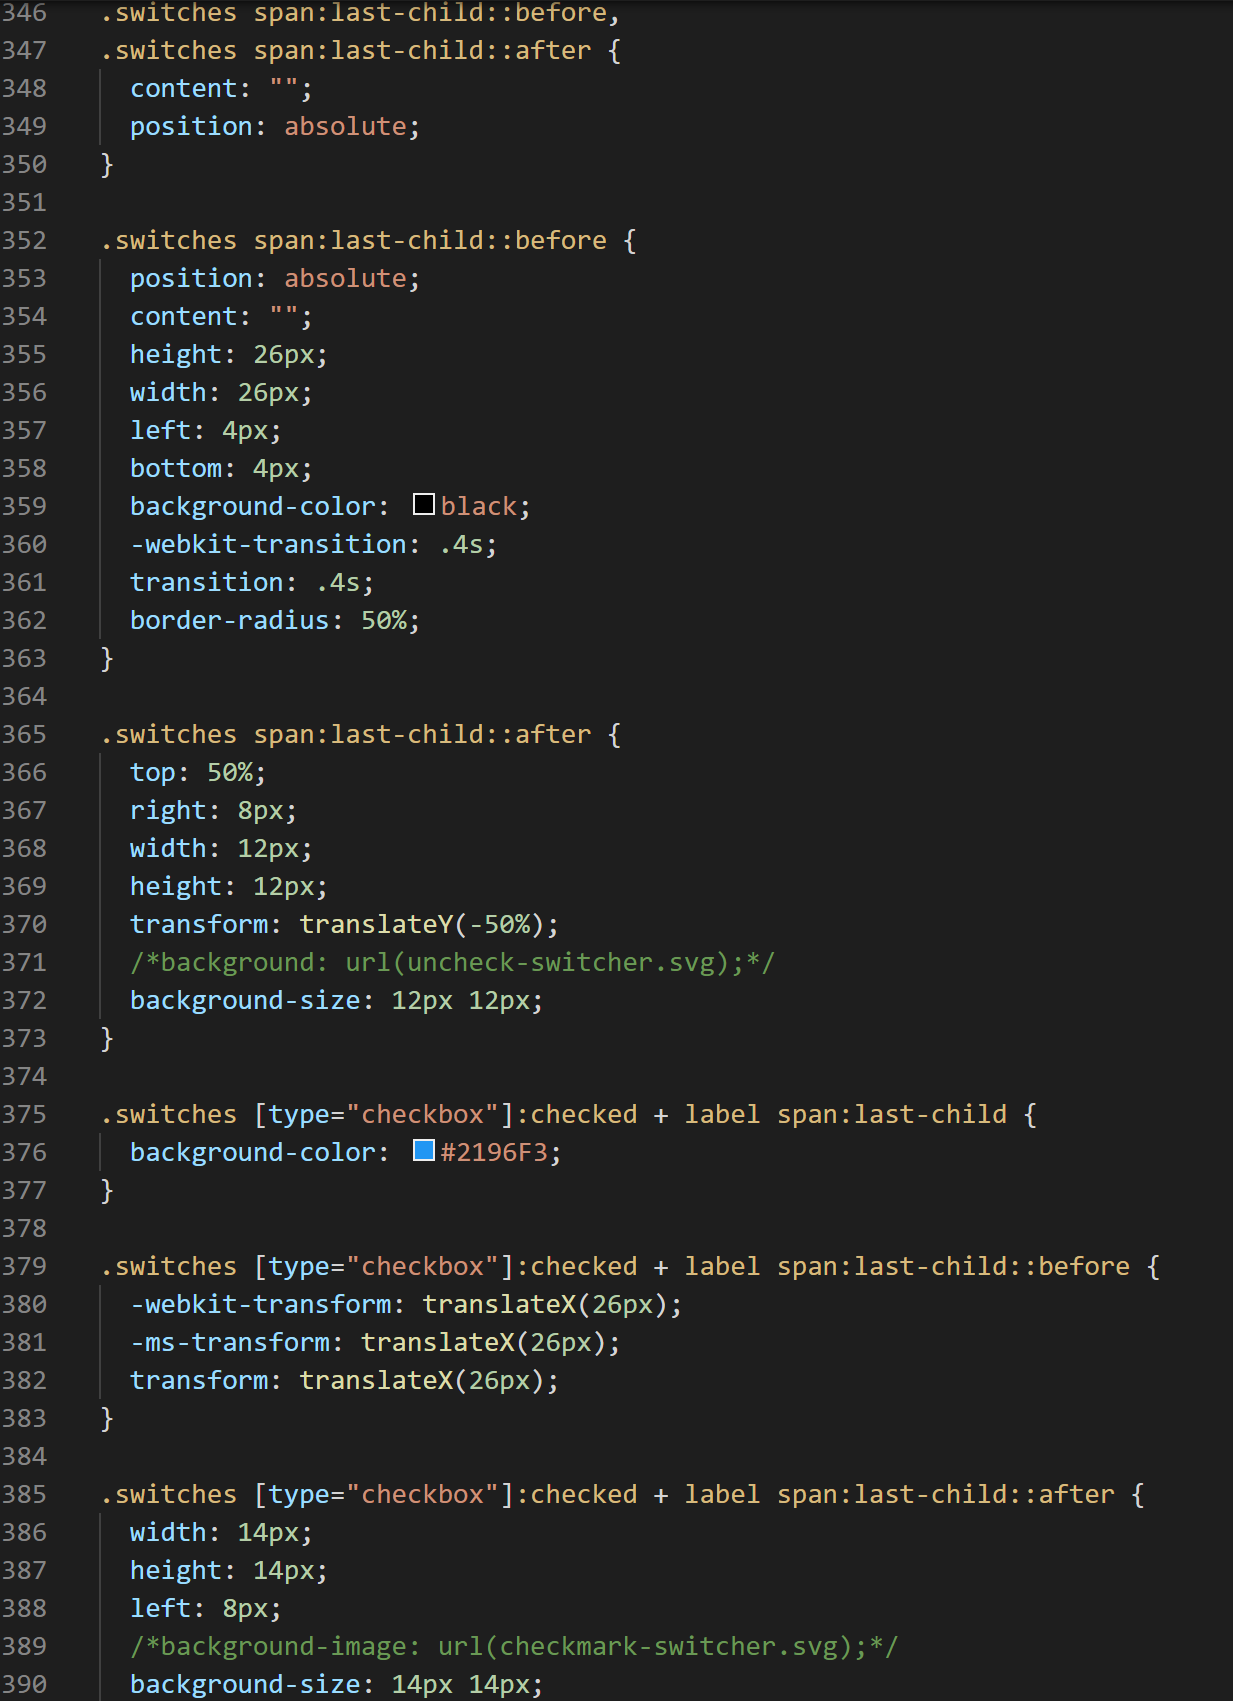 346 .switches span:last-child::before,
347 .switches span:last-child::after {
348 content: "";
349 position: absolute;
350 }
351
352 .switches span:last-child::before {
353 position: absolute;
354 content: "";
355 height: 26px;
356 width: 26px;
357 left: 4px;
358 bottom: 4px;
359 background-color: black;
360 -webkit-transition: .4s;
361 transition: .4s;
362 border-radius: 50%;
363 }
364
365 .switches span:last-child::after {
366 top: 50%;
367 right: 8px;
368 width: 12px;
369 height: 12px;
370 transform: translateY(-50%);
371 /*background: url(uncheck-switcher.svg);*/
372 background-size: 12px 12px;
373 }
374
375 .switches [type="checkbox"]:checked + label span:last-child {
376 background-color: #2196F3;
377 }
378
379 .switches [type="checkbox"]:checked + label span:last-child::before {
380 -webkit-transform: translateX(26px);
381 -ms-transform: translateX(26px);
382 transform: translateX(26px);
383 }
384
385 .switches [type="checkbox"]:checked + label span:last-child::after {
386 width: 14px;
387 height: 14px;
388 left: 8px;
389 /*background-image: url(checkmark-switcher.svg);*/
390 background-size: 14px 14px;